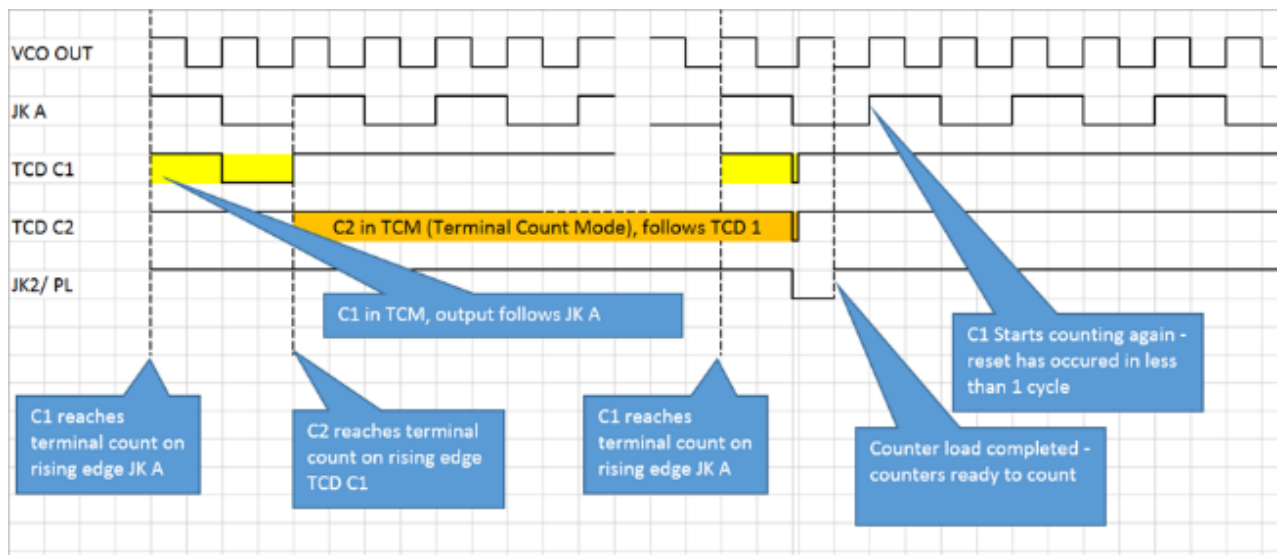 VCO OUT
JK A
TCD C1
TCD C2
C2 in TCM (Terminal Count Mode), follows TCD 1
JK2/ PL
C1 in TCM, output follows JK A
C1 Starts counting again -
reset has occured in less
than 1 cycle
C1 reaches
terminal count on
rising edge JK A
C2 reaches terminal
count on rising edge
TCD C1
C1 reaches
terminal count on
rising edge JK A
Counter load completed -
counters ready to count